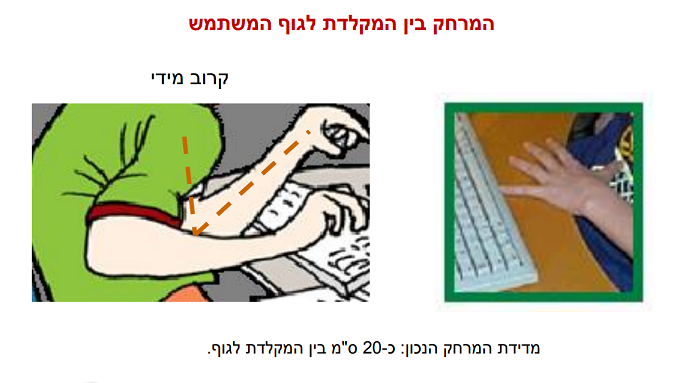 המרחק בין המקלדת לגוף המשתמש
קרוב מידי
מדידת המרחק הנכון: כ-20 ס"מ בין המקלדת לגוף.